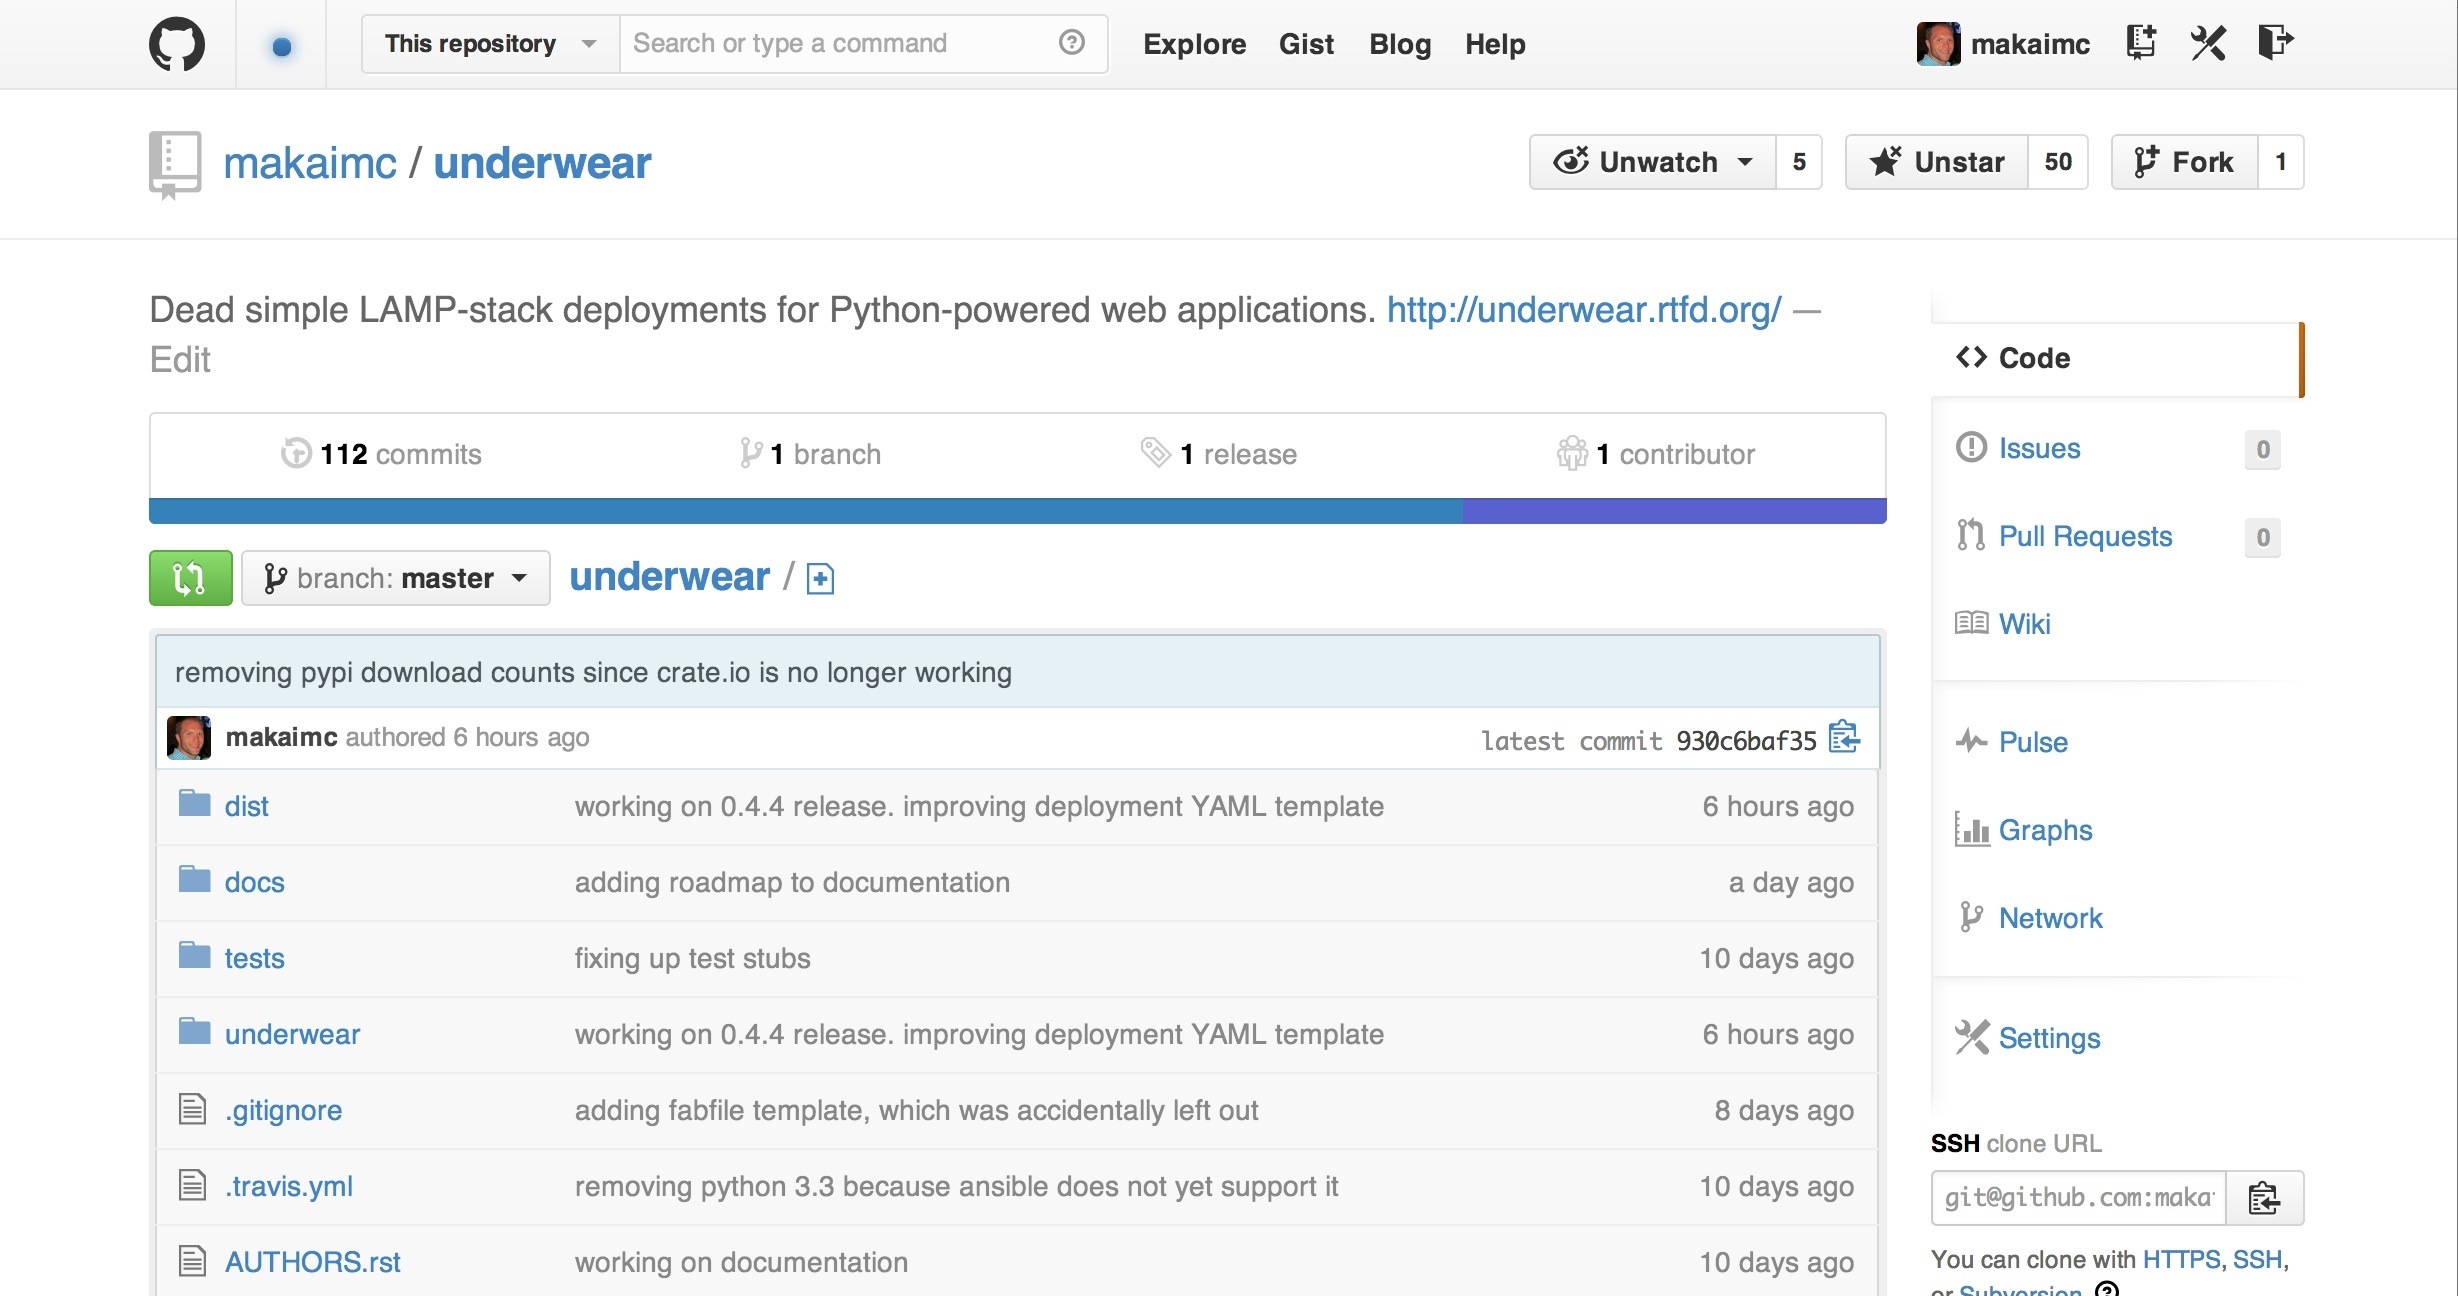 This repository Search or type a command Explore Gist Blog Help makaimc
makaimc / underwear Unwatch 5 Unstar 50 Fork 1
Dead simple LAMP-stack deployments for Python-powered web applications. http://underwear.rtfd.org/ —
Edit
112 commits 1 branch 1 release 1 contributor
branch: master underwear /
removing pypi download counts since crate.io is no longer working
makaimc authored 6 hours ago latest commit 930c6baf35
dist working on 0.4.4 release. improving deployment YAML template 6 hours ago
docs adding roadmap to documentation a day ago
tests fixing up test stubs 10 days ago
underwear working on 0.4.4 release. improving deployment YAML template 6 hours ago
.gitignore adding fabfile template, which was accidentally left out 8 days ago
.travis.yml removing python 3.3 because ansible does not yet support it 10 days ago
AUTHORS.rst working on documentation 10 days ago
Code
Issues 0
Pull Requests 0
Wiki
Pulse
Graphs
Network
Settings
SSH clone URL
git@github.com:maka
You can clone with HTTPS, SSH,
or Subversion.